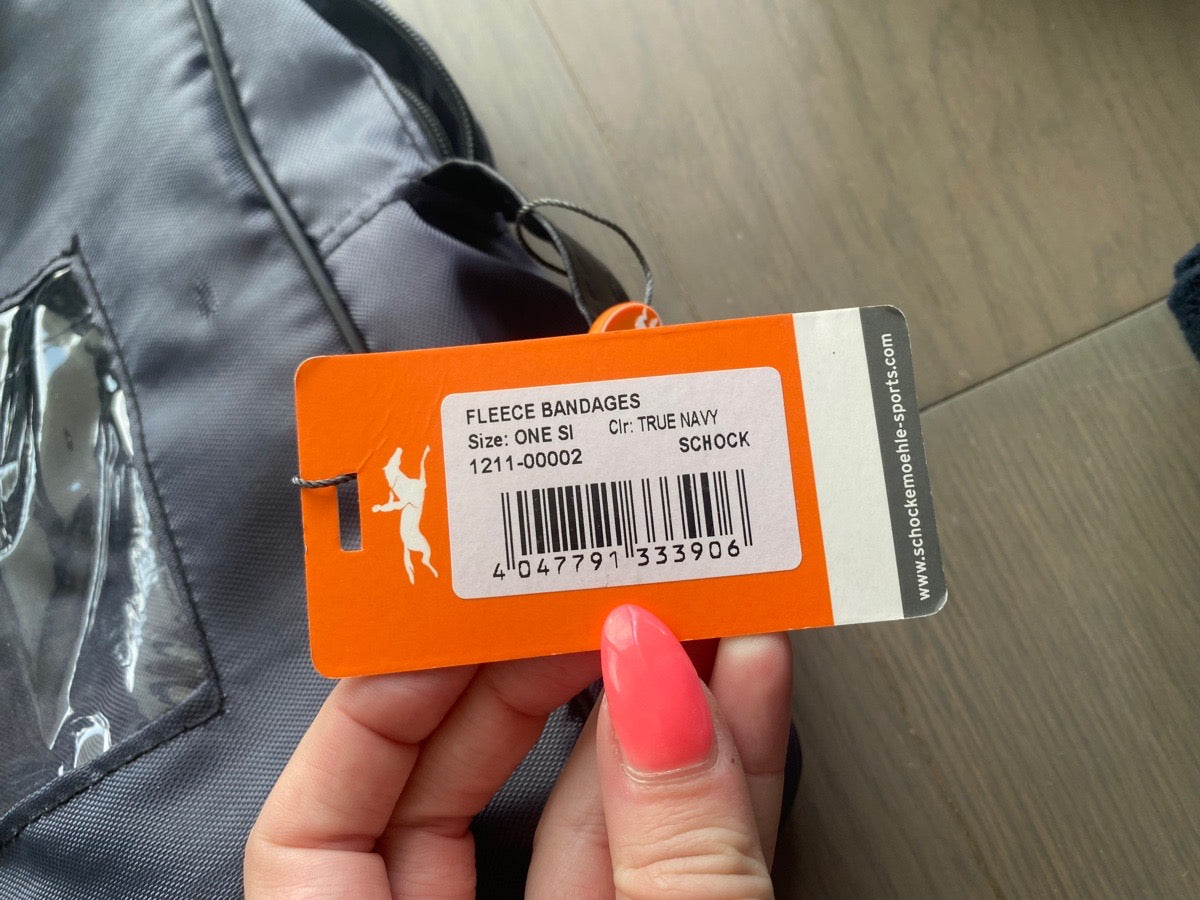 FLEECE BANDAGES
Size: ONE SI Clr: TRUE NAVY
1211-00002 SCHOCK
4 047791 333906
www.schockemoehle-sports.com